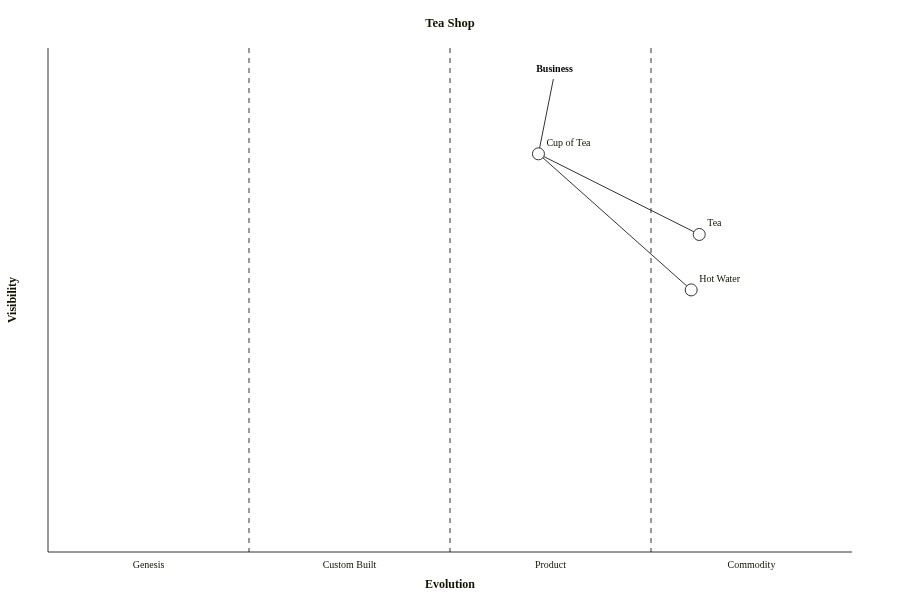 Tea Shop
Business
Cup of Tea
Tea
Hot Water
Visibility
Genesis
Custom Built
Product
Commodity
Evolution